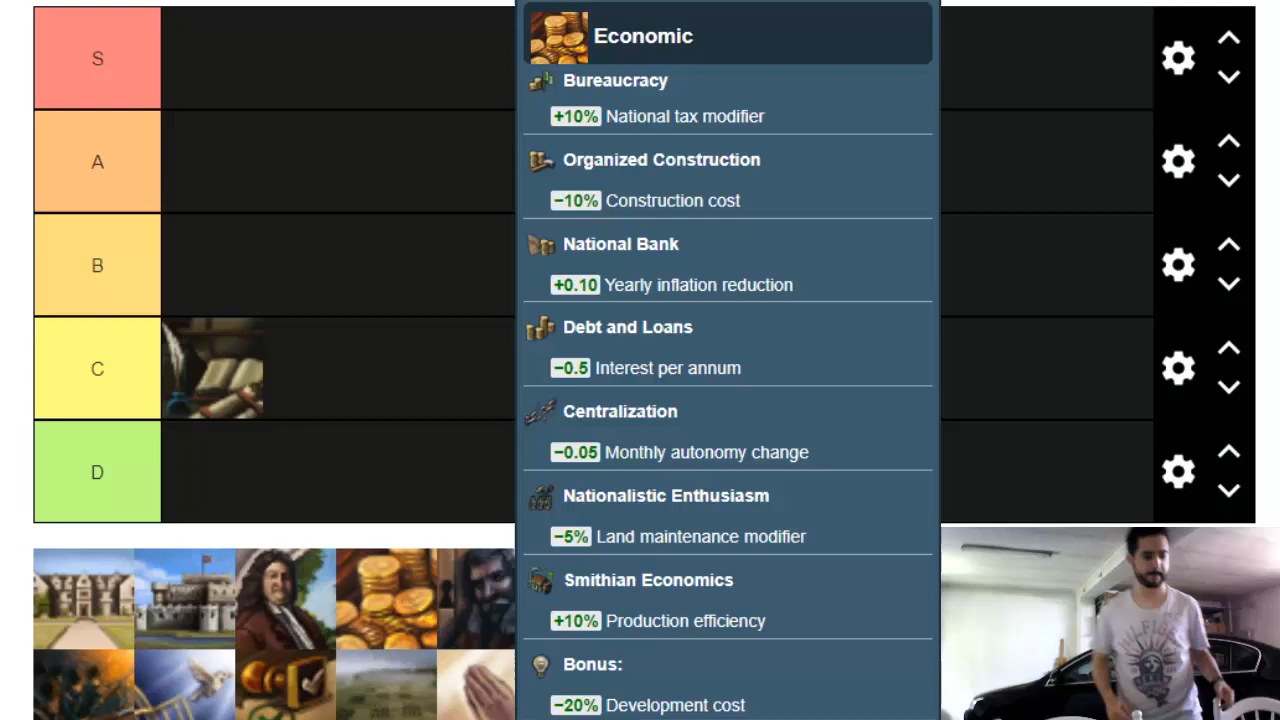 S
A
B
C
D
Economic
Bureaucracy
+10% National tax modifier
Organized Construction
−10% Construction cost
National Bank
+0.10 Yearly inflation reduction
Debt and Loans
−0.5 Interest per annum
Centralization
−0.05 Monthly autonomy change
Nationalistic Enthusiasm
−5% Land maintenance modifier
Smithian Economics
+10% Production efficiency
Bonus:
−20% Development cost